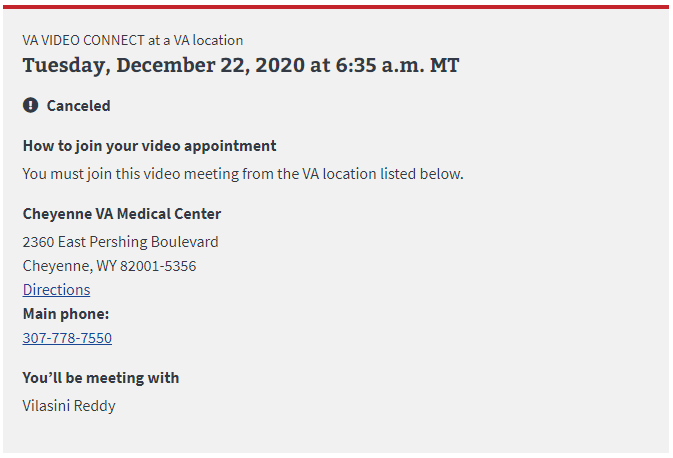 VA VIDEO CONNECT at a VA location
Tuesday, December 22, 2020 at 6:35 a.m. MT
! Canceled
How to join your video appointment
You must join this video meeting from the VA location listed below.
Cheyenne VA Medical Center
2360 East Pershing Boulevard
Cheyenne, WY 82001-5356
Directions
Main phone:
307-778-7550
You’ll be meeting with
Vilasini Reddy